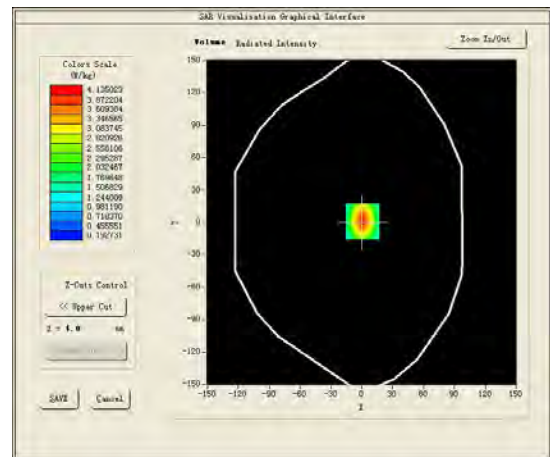 SAR Visualisation Graphical Interface
Volume Radiated Intensity
Zoom In/Out
Colors Scale
(W/kg)
4.135023
3.872204
3.609384
3.346565
3.083745
2.820926
2.558106
2.295287
2.032467
1.769648
1.506829
1.244009
0.981190
0.718370
0.455551
0.192731
150
120
90
60
30
0
-30
-60
-90
-120
-150
-150 -120 -90 -60 -30 0 30 60 90 120 150
X
Z-Cuts Control
<< Upper Cut
Z = 4.0 mm
SAVE
Cancel